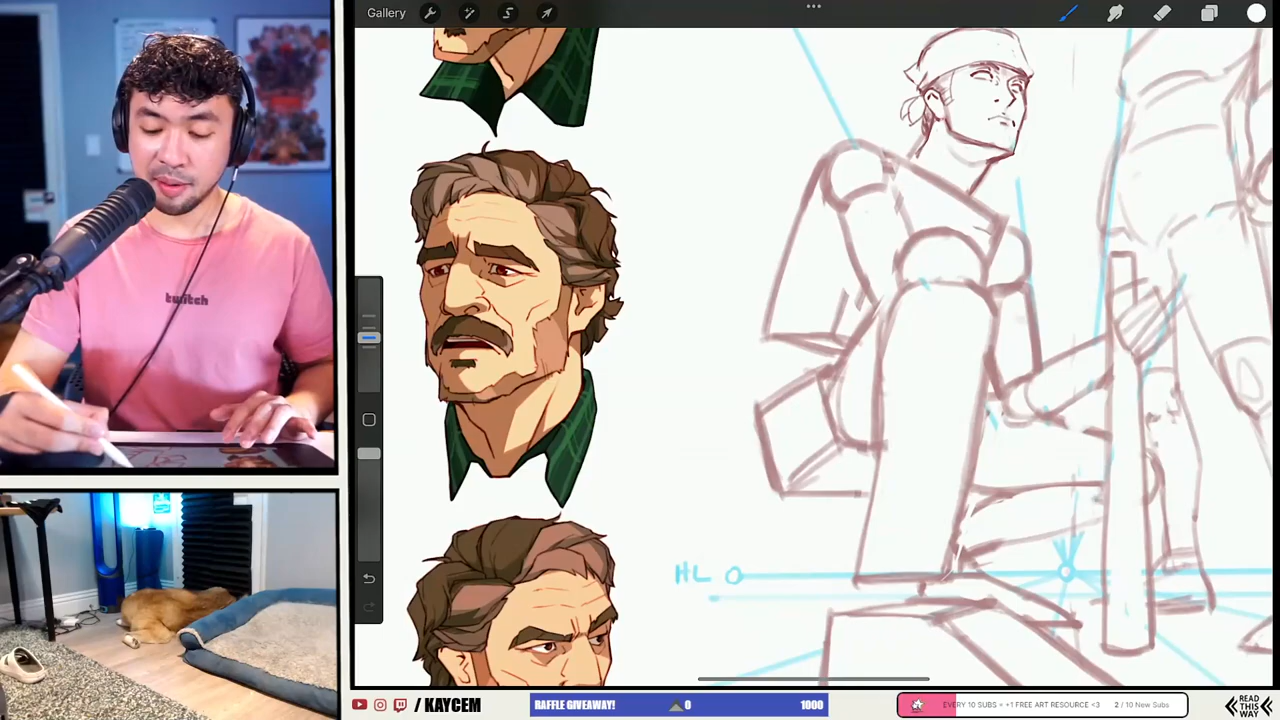 Gallery
twitch
HL
/ KAYCEM
RAFFLE GIVEAWAY!
0
1000
EVERY 10 SUBS = +1 FREE ART RESOURCE <3
2 / 10 New Subs
READ
THIS
WAY